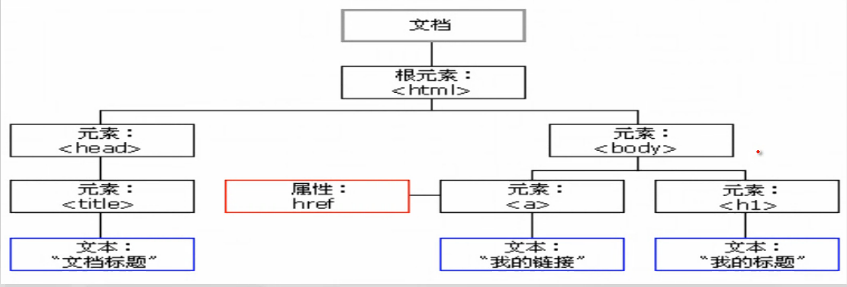 文档
根元素：
<html>
元素：
<head>
元素：
<body>
元素：
<title>
属性：
href
元素：
<a>
元素：
<h1>
文本：
“文档标题”
文本：
“我的链接”
文本：
“我的标题”